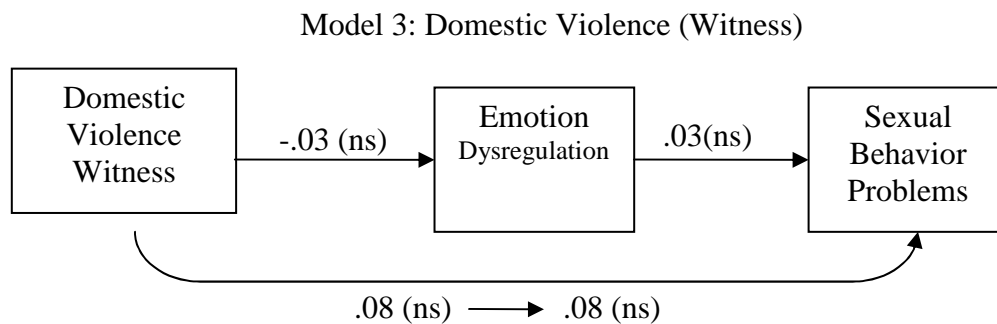 Model 3: Domestic Violence (Witness)
Domestic
Violence
Witness
-.03 (ns)
Emotion
Dysregulation
.03(ns)
Sexual
Behavior
Problems
.08 (ns) .08 (ns)